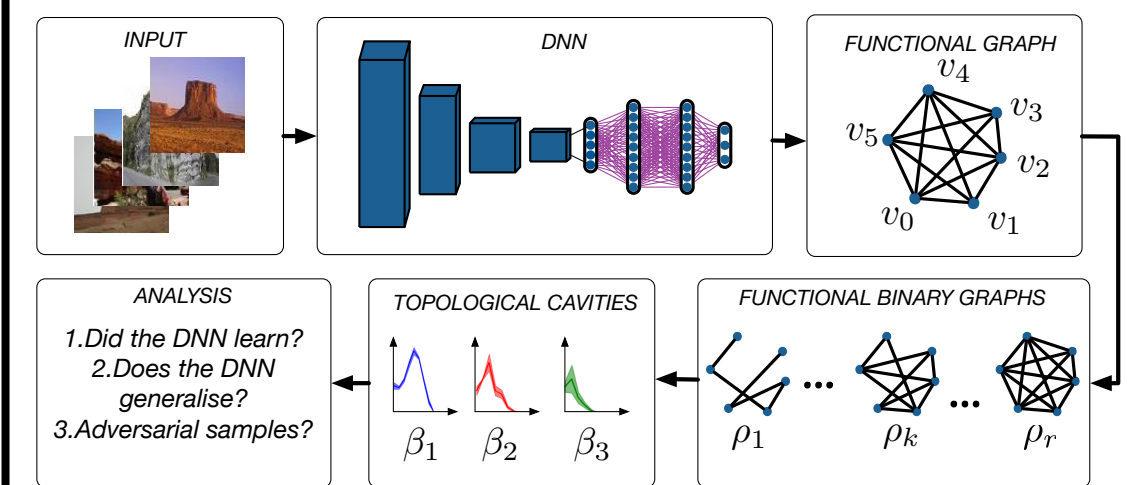 INPUT
DNN
FUNCTIONAL GRAPH
v₄
v₃
v₅
v₂
v₀
v₁
ANALYSIS
1.Did the DNN learn?
2.Does the DNN
generalise?
3.Adversarial samples?
TOPOLOGICAL CAVITIES
β₁ β₂ β₃
FUNCTIONAL BINARY GRAPHS
... ...
ρ₁ ρₖ ρᵣ